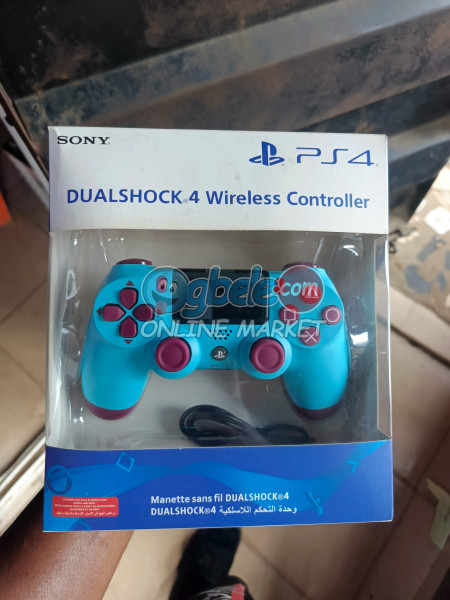 SONY
PS4
DUALSHOCK®4 Wireless Controller
Ogbele.com
ONLINE MARKET
Manette sans fil DUALSHOCK®4
وحدة التحكم اللاسلكية DUALSHOCK®4